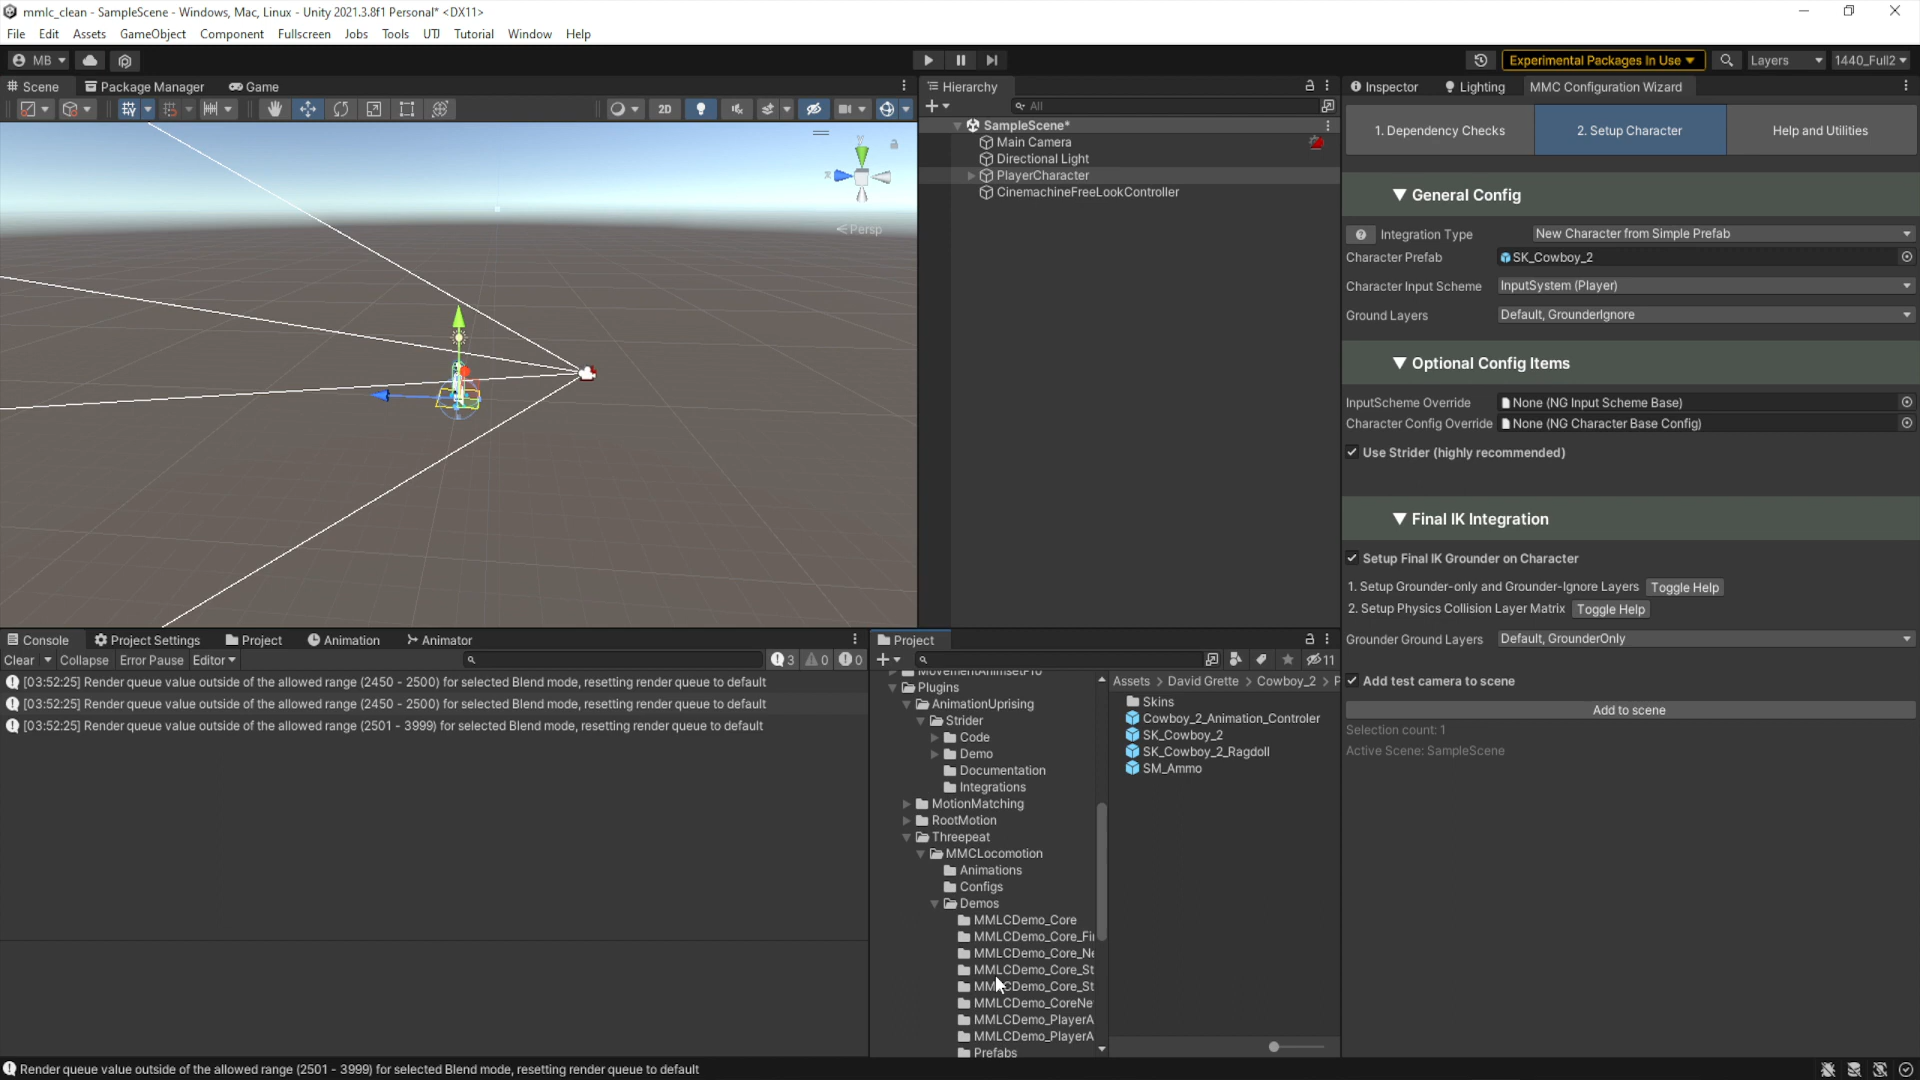 mmlc_clean - SampleScene - Windows, Mac, Linux - Unity 2021.3.8f1 Personal* <DX11>
File Edit Assets GameObject Component Fullscreen Jobs Tools UTJ Tutorial Window Help
MB
Experimental Packages In Use
Layers
1440_Full2
Scene Package Manager Game
2D
Persp
Hierarchy
All
SampleScene*
Main Camera
Directional Light
PlayerCharacter
CinemachineFreeLookController
Inspector Lighting MMC Configuration Wizard
1. Dependency Checks 2. Setup Character Help and Utilities
General Config
Integration Type New Character from Simple Prefab
Character Prefab SK_Cowboy_2
Character Input Scheme InputSystem (Player)
Ground Layers Default, GrounderIgnore
Optional Config Items
InputScheme Override None (NG Input Scheme Base)
Character Config Override None (NG Character Base Config)
Use Strider (highly recommended)
Final IK Integration
Setup Final IK Grounder on Character
1. Setup Grounder-only and Grounder-Ignore Layers Toggle Help
2. Setup Physics Collision Layer Matrix Toggle Help
Grounder Ground Layers Default, GrounderOnly
Add test camera to scene
Add to scene
Selection count: 1
Active Scene: SampleScene
Console Project Settings Project Animation Animator
Clear Collapse Error Pause Editor 3 0 0
[03:52:25] Render queue value outside of the allowed range (2450 - 2500) for selected Blend mode, resetting render queue to default
[03:52:25] Render queue value outside of the allowed range (2450 - 2500) for selected Blend mode, resetting render queue to default
[03:52:25] Render queue value outside of the allowed range (2501 - 3999) for selected Blend mode, resetting render queue to default
Project
11
MovementAnimsetPro
Plugins
AnimationUprising
Strider
Code
Demo
Documentation
Integrations
MotionMatching
RootMotion
Threepeat
MMCLocomotion
Animations
Configs
Demos
MMLCDemo_Core
MMLCDemo_Core_Fi
MMLCDemo_Core_Ne
MMLCDemo_Core_St
MMLCDemo_Core_St
MMLCDemo_CoreNe
MMLCDemo_PlayerA
MMLCDemo_PlayerA
Prefabs
Assets > David Grette > Cowboy_2 > P
Skins
Cowboy_2_Animation_Controler
SK_Cowboy_2
SK_Cowboy_2_Ragdoll
SM_Ammo
Render queue value outside of the allowed range (2501 - 3999) for selected Blend mode, resetting render queue to default